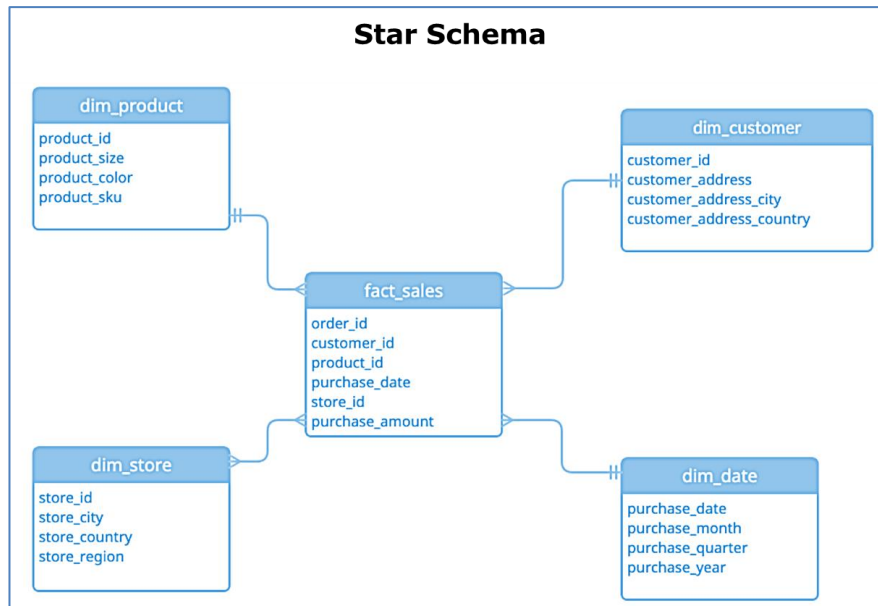 Star Schema
dim_product
product_id
product_size
product_color
product_sku
dim_customer
customer_id
customer_address
customer_address_city
customer_address_country
fact_sales
order_id
customer_id
product_id
purchase_date
store_id
purchase_amount
dim_store
store_id
store_city
store_country
store_region
dim_date
purchase_date
purchase_month
purchase_quarter
purchase_year